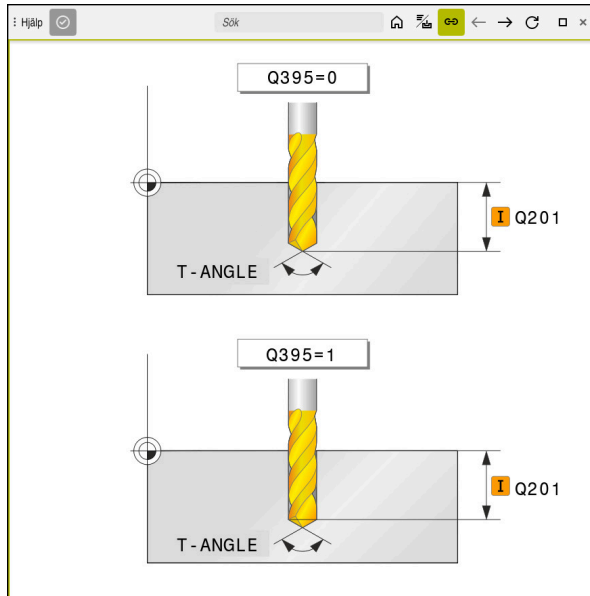 Hjälp
Sök
Q395=0
I Q201
T-ANGLE
Q395=1
I Q201
T-ANGLE